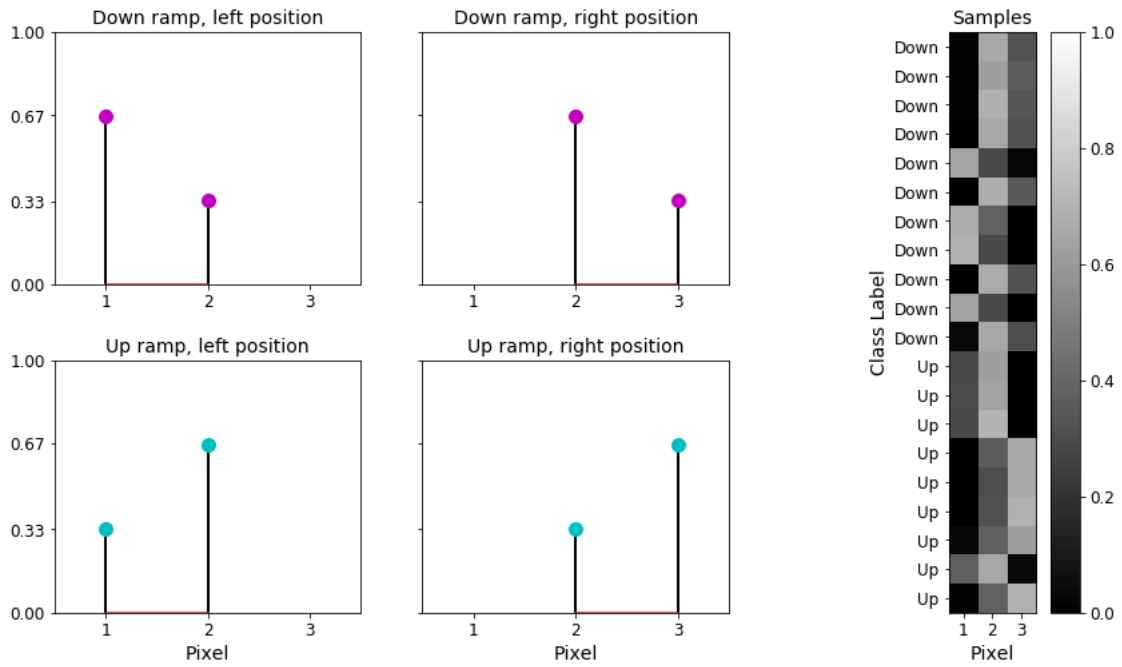 Down ramp, left position
1.00
0.67
0.33
0.00
1 2 3
Down ramp, right position
1 2 3
Up ramp, left position
1.00
0.67
0.33
0.00
1 2 3
Pixel
Up ramp, right position
1 2 3
Pixel
Samples
Class Label
Down
Down
Down
Down
Down
Down
Down
Down
Down
Down
Down
Up
Up
Up
Up
Up
Up
Up
Up
Up
1 2 3
Pixel
1.0
0.8
0.6
0.4
0.2
0.0